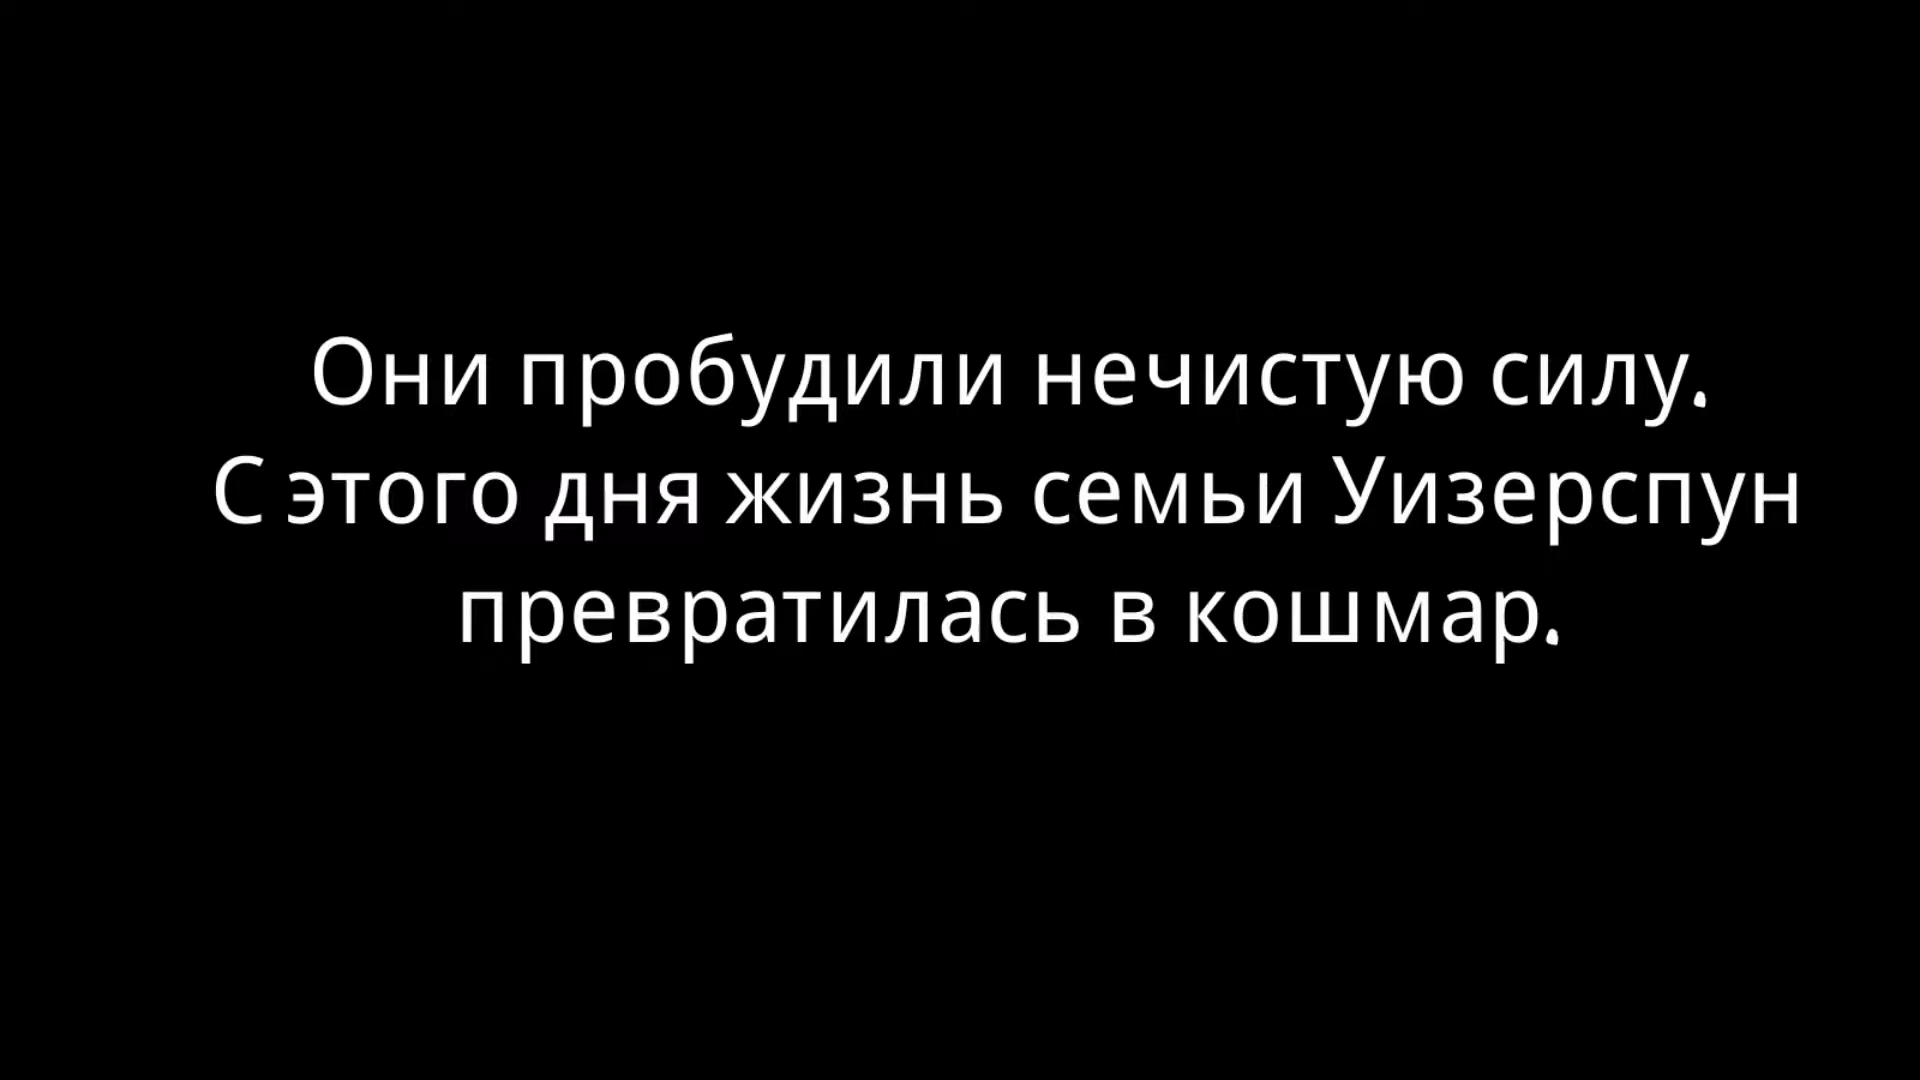 Они пробудили нечистую силу.
С этого дня жизнь семьи Уизерспун
превратилась в кошмар.